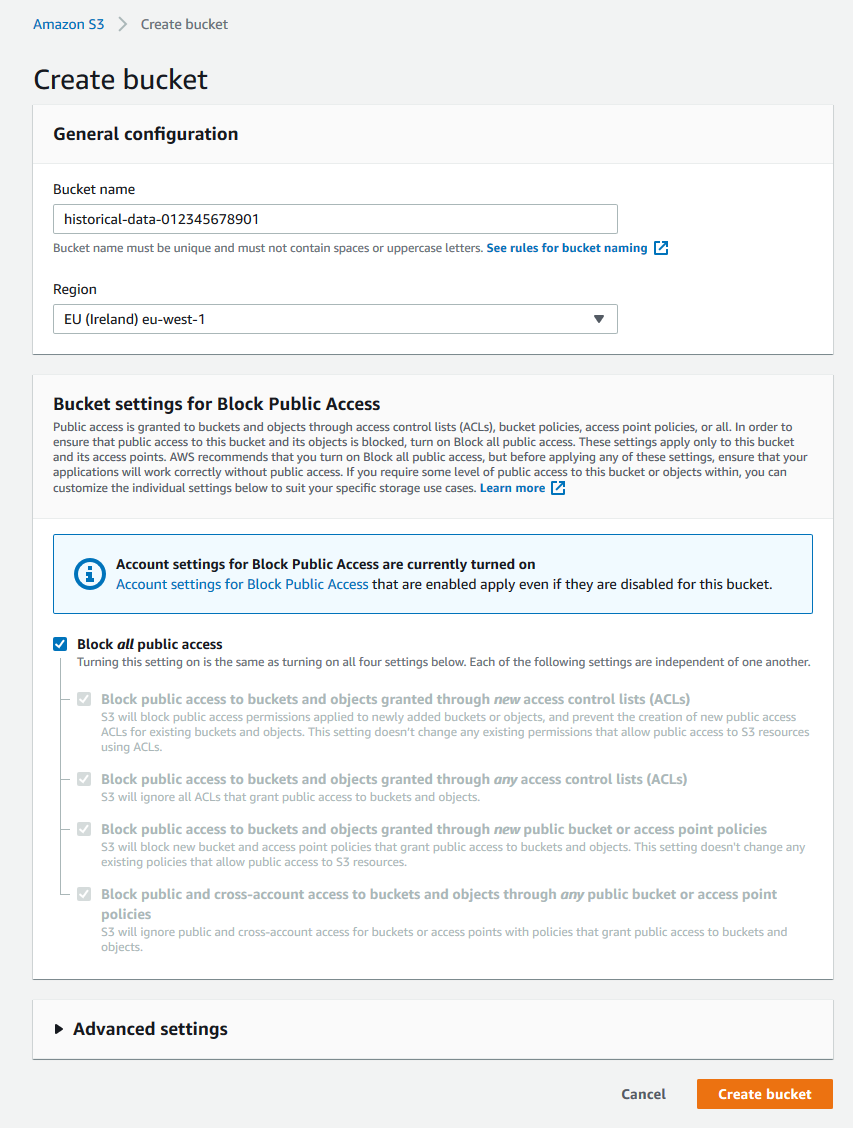 Amazon S3 > Create bucket
Create bucket
General configuration
Bucket name
historical-data-012345678901
Bucket name must be unique and must not contain spaces or uppercase letters. See rules for bucket naming
Region
EU (Ireland) eu-west-1
Bucket settings for Block Public Access
Public access is granted to buckets and objects through access control lists (ACLs), bucket policies, access point policies, or all. In order to
ensure that public access to this bucket and its objects is blocked, turn on Block all public access. These settings apply only to this bucket
and its access points. AWS recommends that you turn on Block all public access, but before applying any of these settings, ensure that your
applications will work correctly without public access. If you require some level of public access to this bucket or objects within, you can
customize the individual settings below to suit your specific storage use cases. Learn more
Account settings for Block Public Access are currently turned on
Account settings for Block Public Access that are enabled apply even if they are disabled for this bucket.
Block all public access
Turning this setting on is the same as turning on all four settings below. Each of the following settings are independent of one another.
Block public access to buckets and objects granted through new access control lists (ACLs)
S3 will block public access permissions applied to newly added buckets or objects, and prevent the creation of new public access
ACLs for existing buckets and objects. This setting doesn't change any existing permissions that allow public access to S3 resources
using ACLs.
Block public access to buckets and objects granted through any access control lists (ACLs)
S3 will ignore all ACLs that grant public access to buckets and objects.
Block public access to buckets and objects granted through new public bucket or access point policies
S3 will block new bucket and access point policies that grant public access to buckets and objects. This setting doesn't change any
existing policies that allow public access to S3 resources.
Block public and cross-account access to buckets and objects through any public bucket or access point
policies
S3 will ignore public and cross-account access for buckets or access points with policies that grant public access to buckets and
objects.
Advanced settings
Cancel
Create bucket